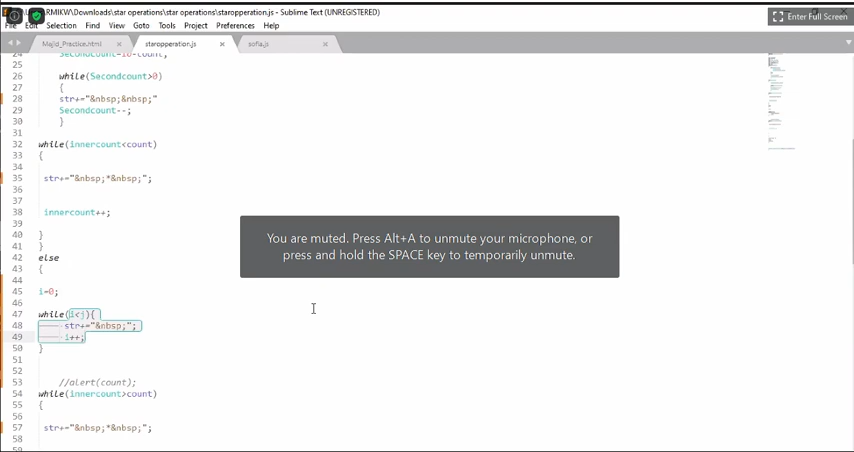 ARMIKW\Downloads\star operations\star operations\staropperation.js - Sublime Text (UNREGISTERED)
Enter Full Screen
File Edit Selection Find View Goto Tools Project Preferences Help
Majid_Practice.html × staropperation.js × sofia.js ×
24 Secondcount=10-count;
25
26 while(Secondcount>0)
27 {
28 str+="&nbsp;&nbsp;"
29 Secondcount--;
30 }
31
32 while(innercount<count)
33 {
34
35 str+="&nbsp;*&nbsp;";
36
37
38 innercount++;
39
40 }
41 }
42 else
43 {
44
45 i=0;
46
47 while(i<j){
48 str+="&nbsp;";
49 i++;
50 }
51
52
53 //alert(count);
54 while(innercount>count)
55 {
56
57 str+="&nbsp;*&nbsp;";
58
You are muted. Press Alt+A to unmute your microphone, or
press and hold the SPACE key to temporarily unmute.